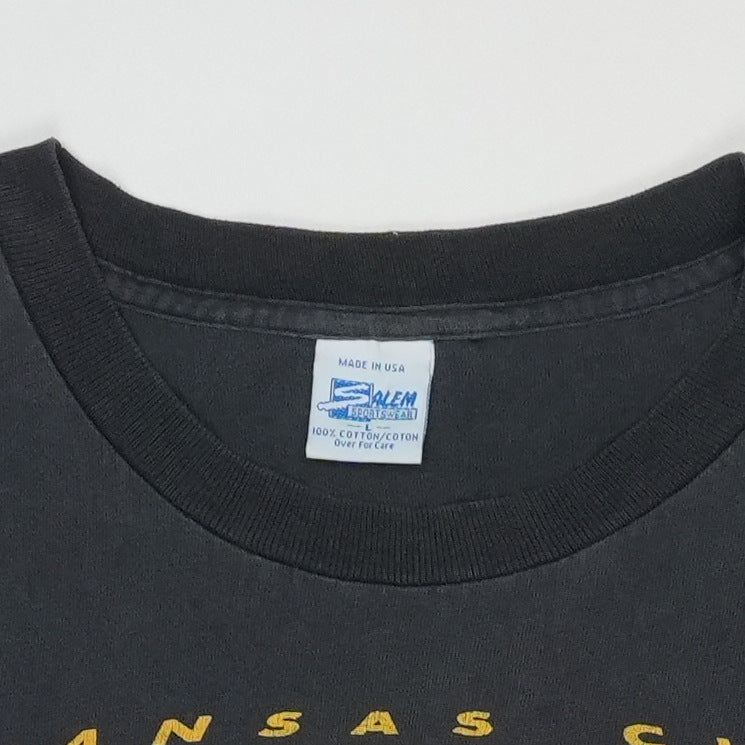 MADE IN USA
SALEM
SPORTSWEAR
L
100% COTTON/COTON
Over For Care
ANSAS C